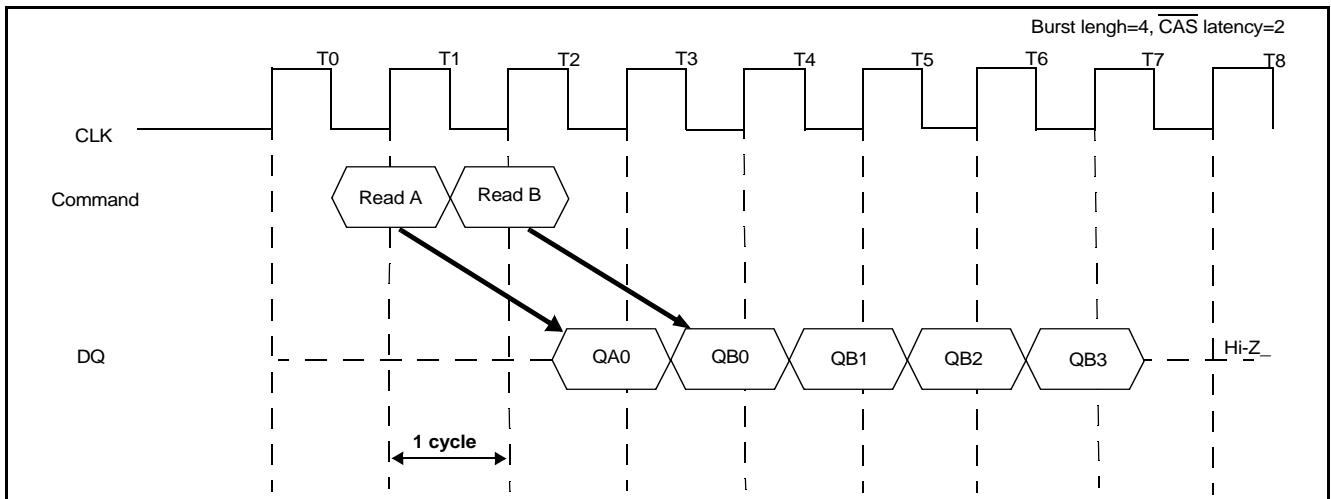 Burst lengh=4, CAS latency=2
T0 T1 T2 T3 T4 T5 T6 T7 T8
CLK
Command Read A Read B
DQ QA0 QB0 QB1 QB2 QB3 Hi-Z_
1 cycle